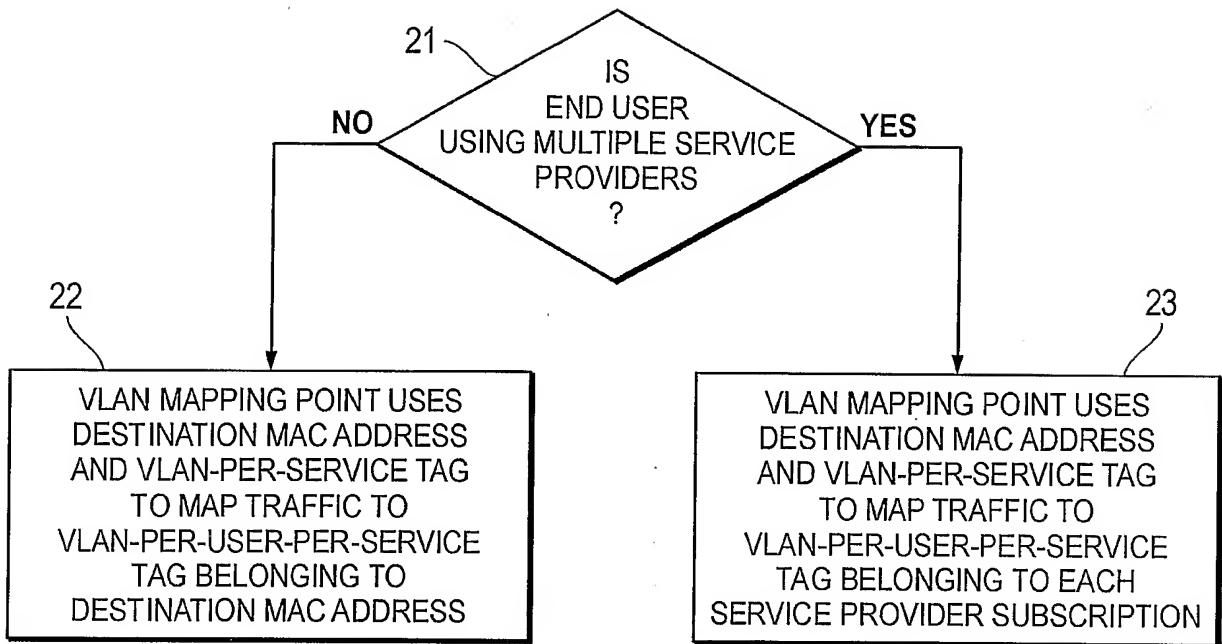 21
IS
END USER
USING MULTIPLE SERVICE
PROVIDERS
?
NO
YES
22
VLAN MAPPING POINT USES
DESTINATION MAC ADDRESS
AND VLAN-PER-SERVICE TAG
TO MAP TRAFFIC TO
VLAN-PER-USER-PER-SERVICE
TAG BELONGING TO
DESTINATION MAC ADDRESS
23
VLAN MAPPING POINT USES
DESTINATION MAC ADDRESS
AND VLAN-PER-SERVICE TAG
TO MAP TRAFFIC TO
VLAN-PER-USER-PER-SERVICE
TAG BELONGING TO EACH
SERVICE PROVIDER SUBSCRIPTION